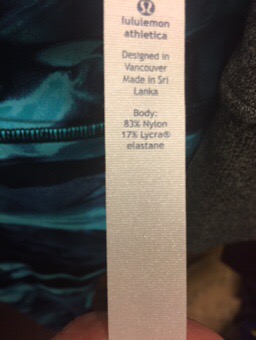 lululemon
athletica
Designed in
Vancouver
Made in Sri
Lanka
Body:
83% Nylon
17% Lycra®
elastane